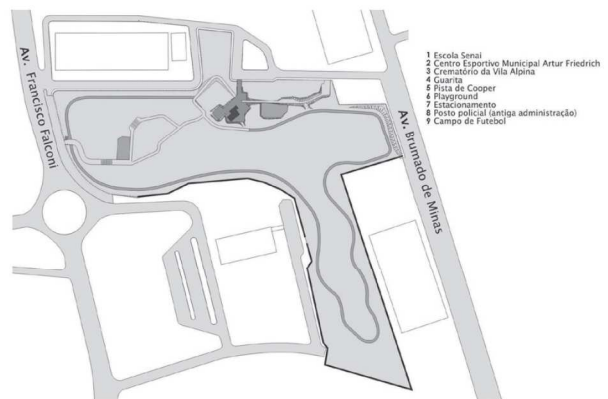 Av. Francisco Falconi
1 Escola Senai
2 Centro Esportivo Municipal Artur Friedrich
3 Crematório da Vila Alpina
4 Guarita
5 Pista de Cooper
6 Playground
7 Estacionamento
8 Posto policial (antiga administração)
9 Campo de Futebol
Av. Brumado de Minas